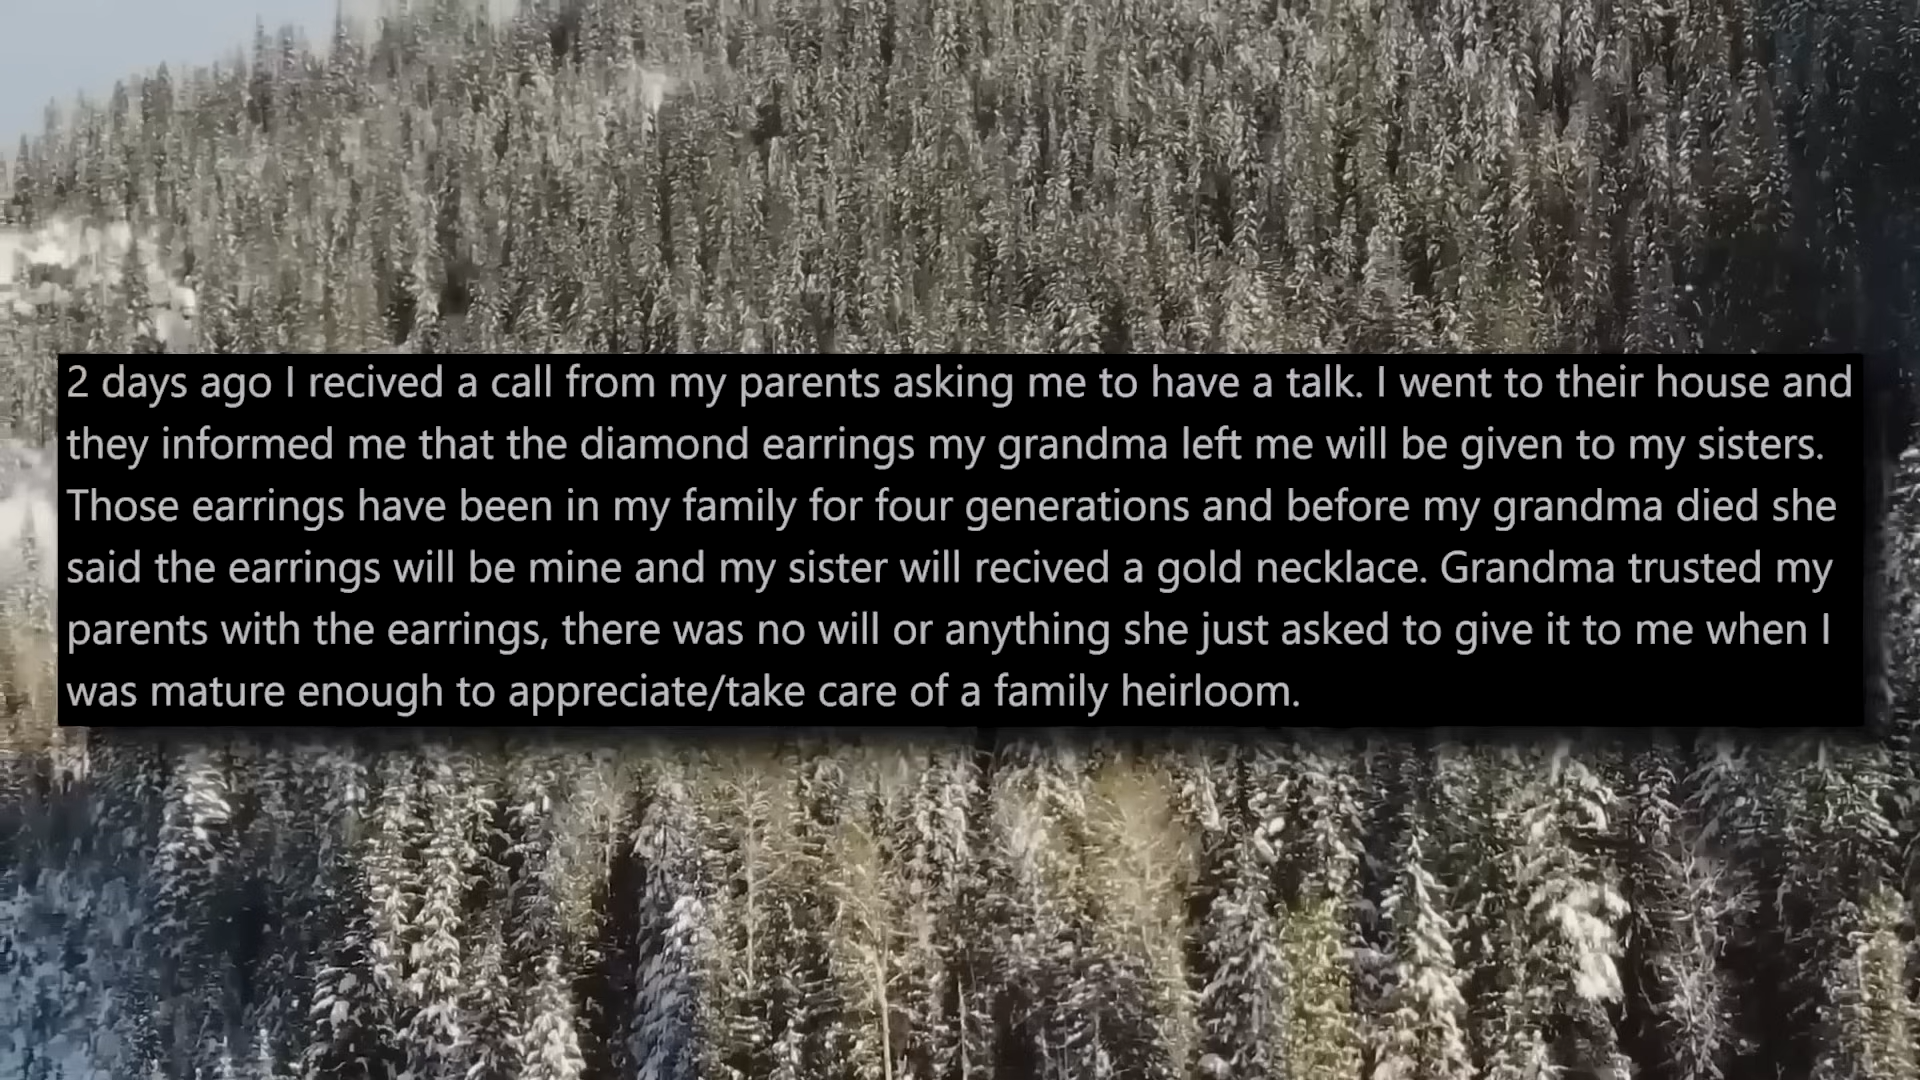 2 days ago I recived a call from my parents asking me to have a talk. I went to their house and
they informed me that the diamond earrings my grandma left me will be given to my sisters.
Those earrings have been in my family for four generations and before my grandma died she
said the earrings will be mine and my sister will recived a gold necklace. Grandma trusted my
parents with the earrings, there was no will or anything she just asked to give it to me when I
was mature enough to appreciate/take care of a family heirloom.